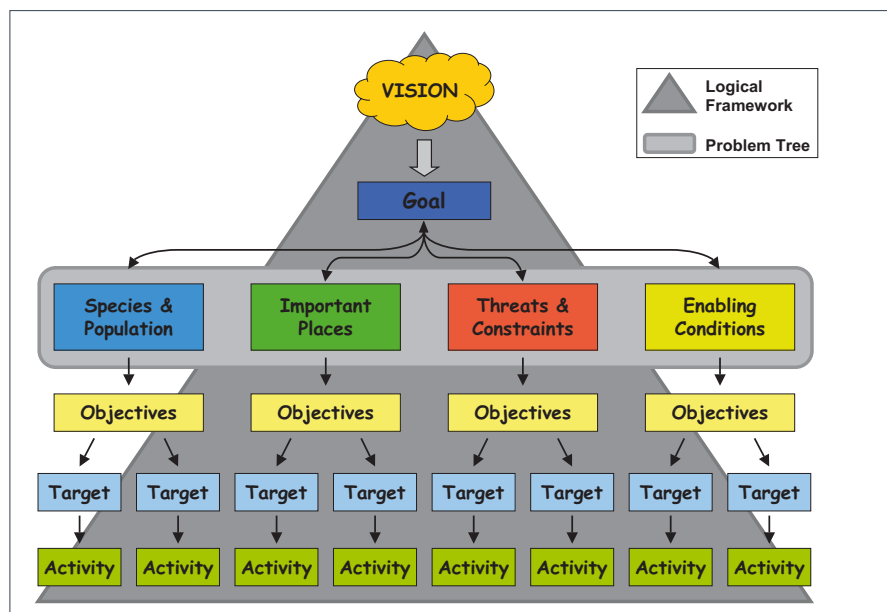 VISION
Logical
Framework
Problem Tree
Goal
Species &
Population
Important
Places
Threats &
Constraints
Enabling
Conditions
Objectives
Objectives
Objectives
Objectives
Target
Target
Target
Target
Target
Target
Target
Target
Activity
Activity
Activity
Activity
Activity
Activity
Activity
Activity